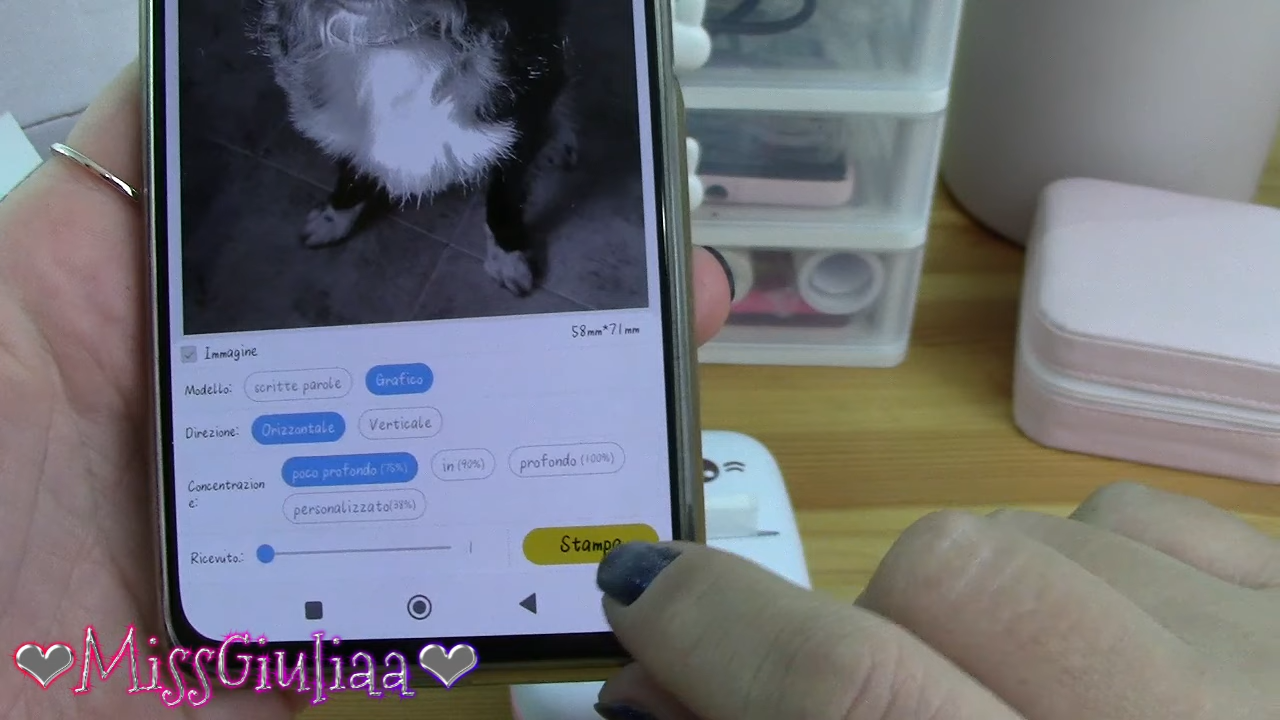 58mm*71mm
Immagine
Modello: scritte parole Grafico
Direzione: Orizzontale Verticale
Concentrazion
e: poco profondo (75%) in (90%) profondo (100%)
personalizzato(38%)
Ricevuto: 1 Stampa
❤MissGiuliaa❤